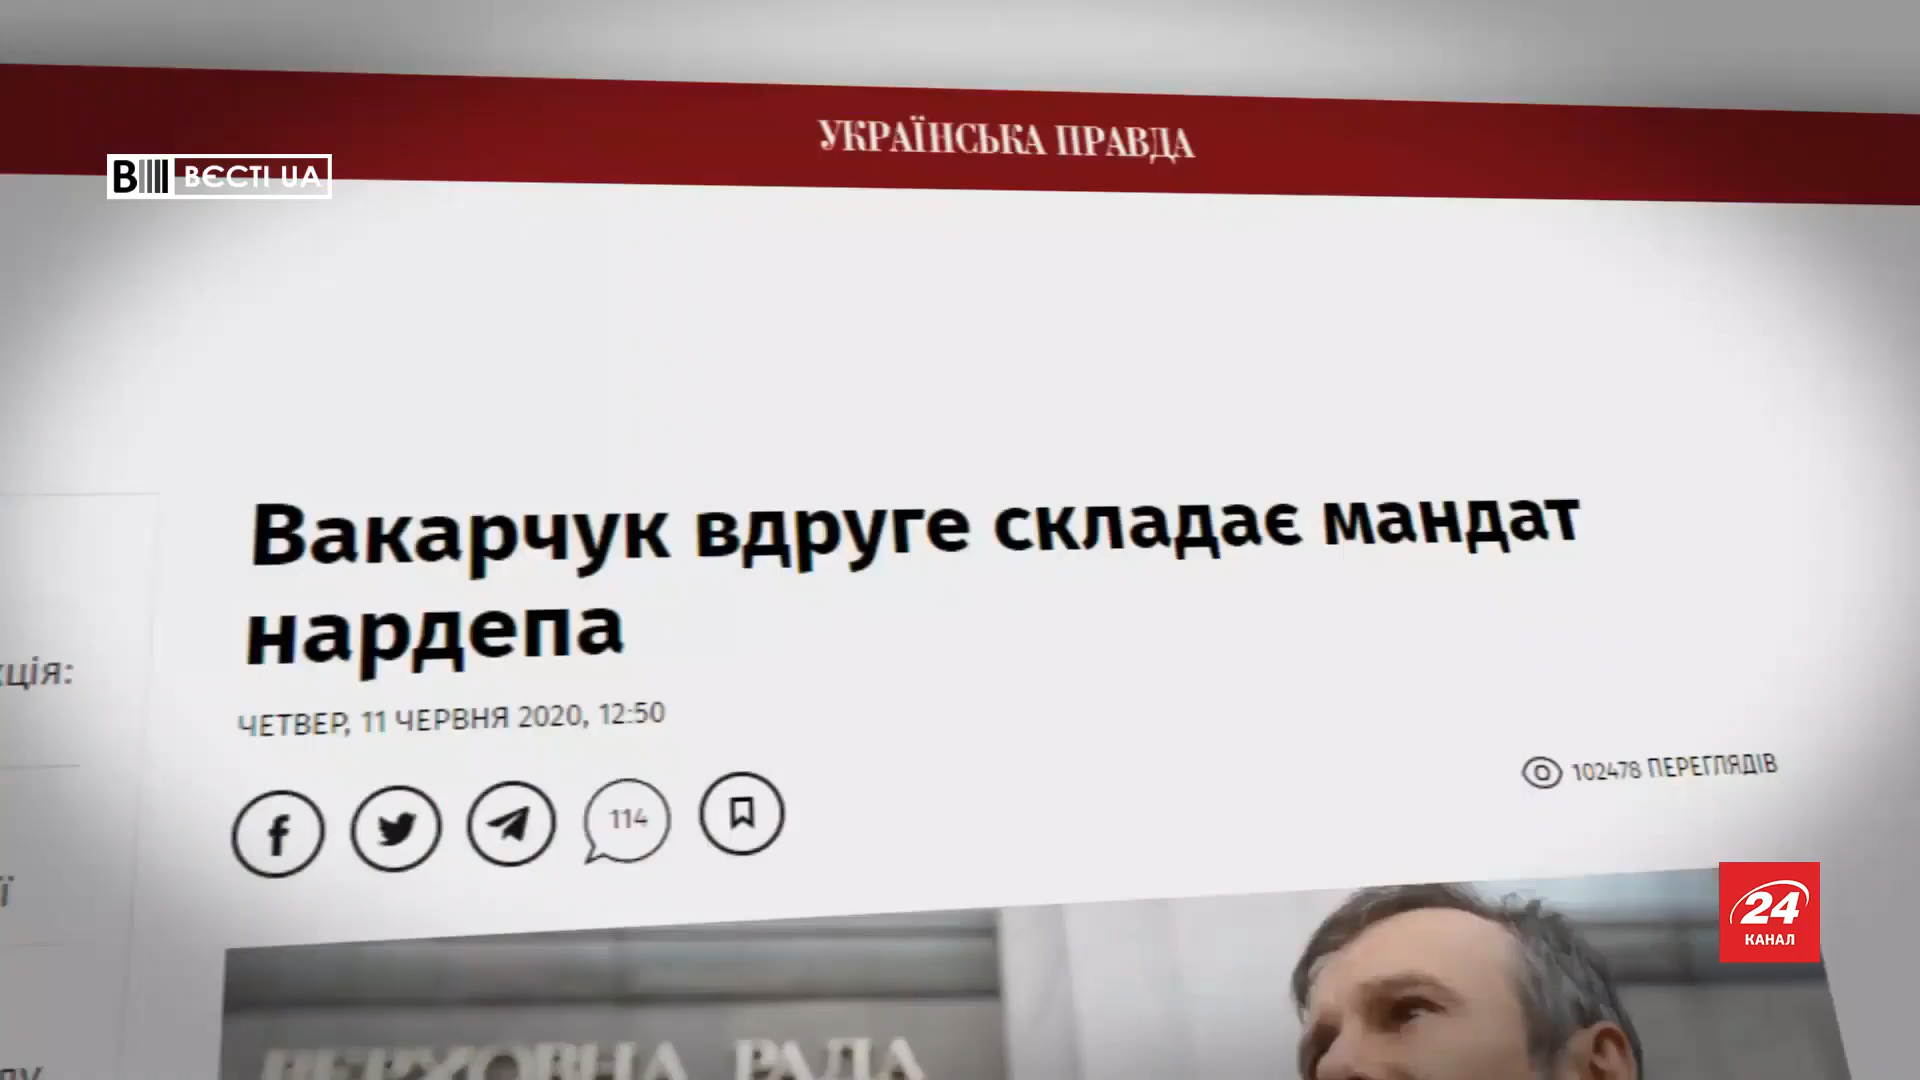 УКРАЇНСЬКА ПРАВДА
В ВЄСТІ UA
Вакарчук вдруге складає мандат
нардепа
кція:
ЧЕТВЕР, 11 ЧЕРВНЯ 2020, 12:50
102478 ПЕРЕГЛЯДІВ
114
ї
24
КАНАЛ
ВЕРХОВНА РАДА